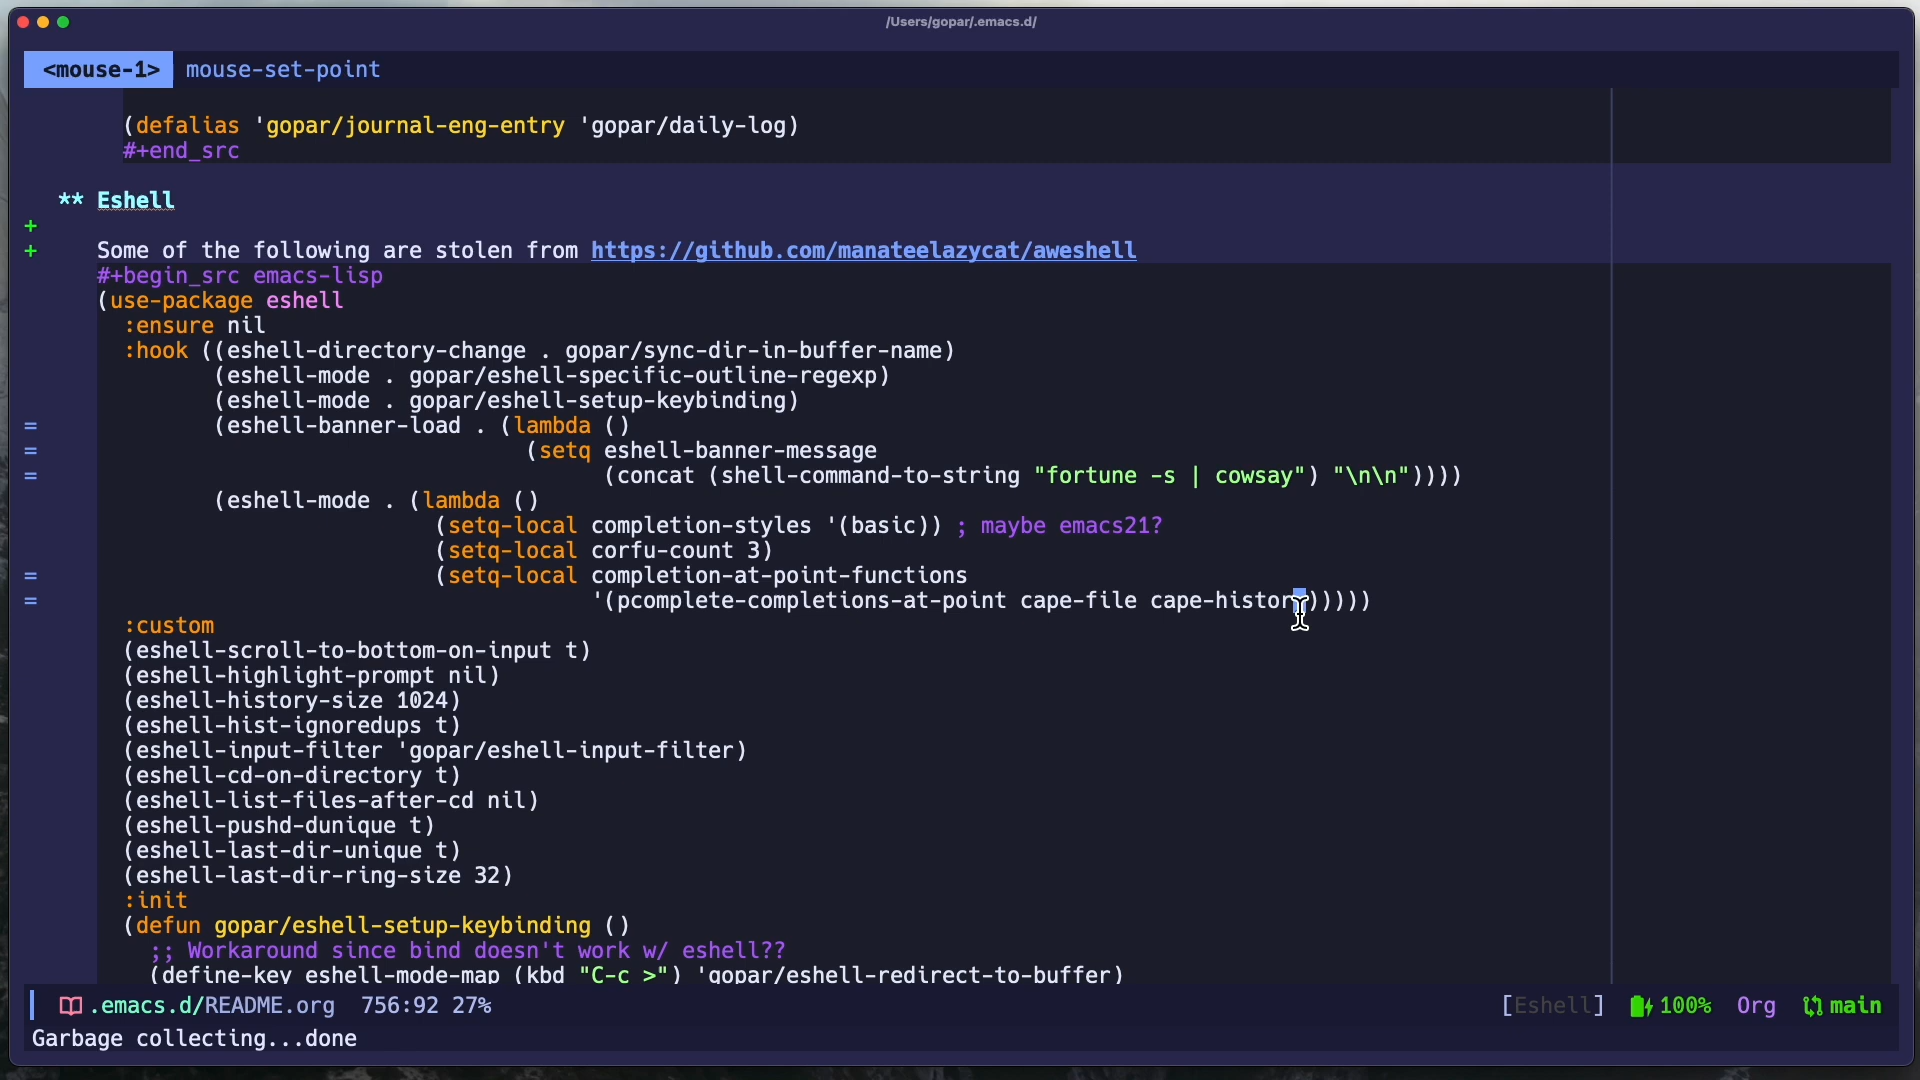 /Users/gopar/.emacs.d/
<mouse-1> mouse-set-point
(defalias 'gopar/journal-eng-entry 'gopar/daily-log)
#+end_src
** Eshell
+
+ Some of the following are stolen from https://github.com/manateelazycat/aweshell
#+begin_src emacs-lisp
(use-package eshell
:ensure nil
:hook ((eshell-directory-change . gopar/sync-dir-in-buffer-name)
(eshell-mode . gopar/eshell-specific-outline-regexp)
(eshell-mode . gopar/eshell-setup-keybinding)
= (eshell-banner-load . (lambda ()
= (setq eshell-banner-message
= (concat (shell-command-to-string "fortune -s | cowsay") "\n\n"))))
(eshell-mode . (lambda ()
(setq-local completion-styles '(basic)) ; maybe emacs21?
(setq-local corfu-count 3)
= (setq-local completion-at-point-functions
= '(pcomplete-completions-at-point cape-file cape-history)))))
:custom
(eshell-scroll-to-bottom-on-input t)
(eshell-highlight-prompt nil)
(eshell-history-size 1024)
(eshell-hist-ignoredups t)
(eshell-input-filter 'gopar/eshell-input-filter)
(eshell-cd-on-directory t)
(eshell-list-files-after-cd nil)
(eshell-pushd-dunique t)
(eshell-last-dir-unique t)
(eshell-last-dir-ring-size 32)
:init
(defun gopar/eshell-setup-keybinding ()
;; Workaround since bind doesn't work w/ eshell??
(define-key eshell-mode-map (kbd "C-c >") 'gopar/eshell-redirect-to-buffer)
.emacs.d/README.org 756:92 27% [Eshell] 100% Org main
Garbage collecting...done